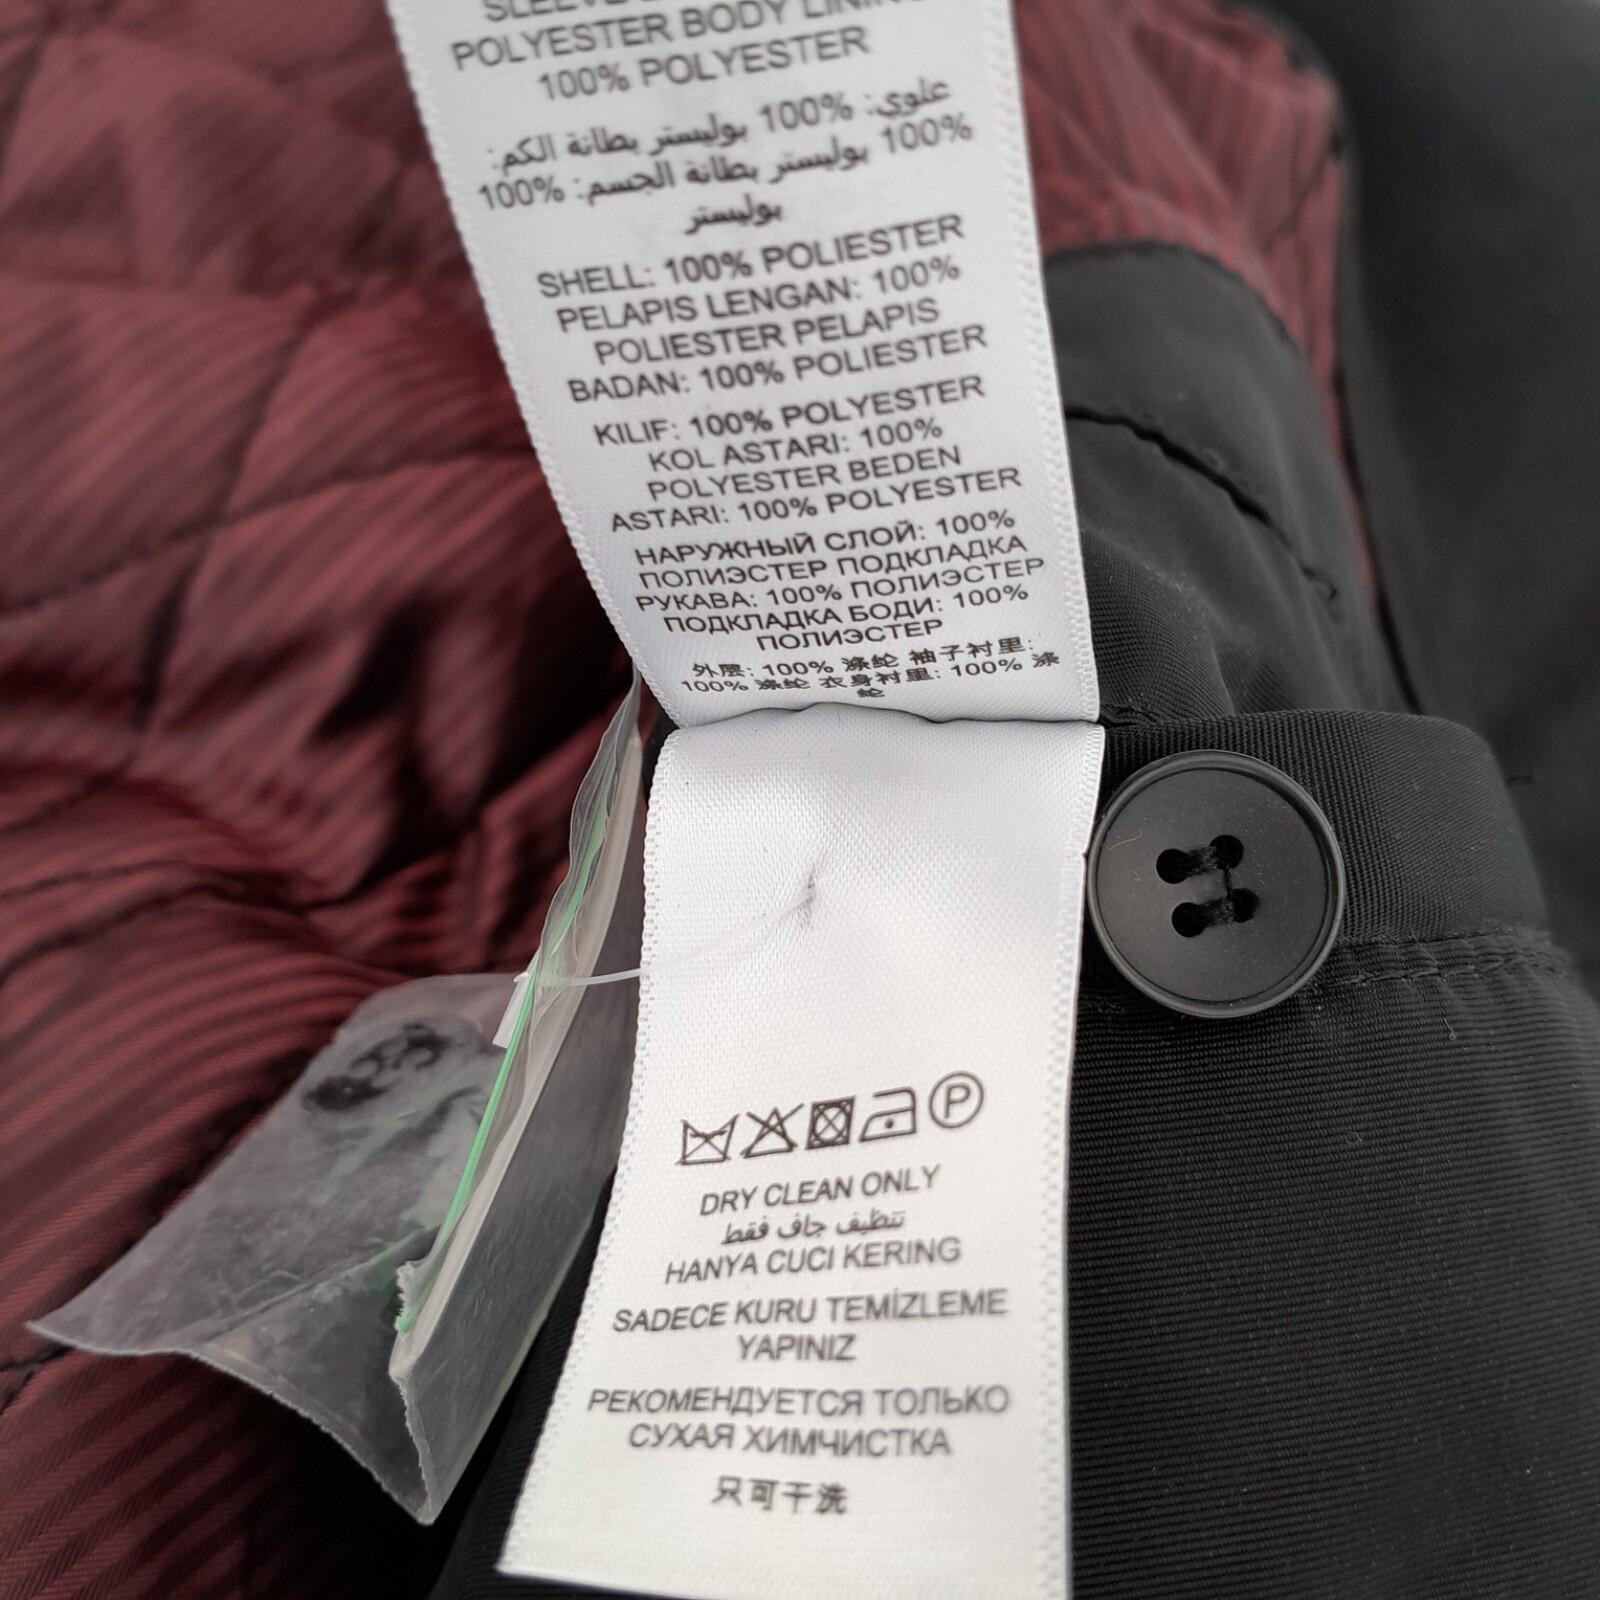 POLYESTER BODY LINING
100% POLYESTER
علوي: 100% بوليستر بطانة الكم:
100% بوليستر بطانة الجسم: 100%
بوليستر
SHELL: 100% POLIESTER
PELAPIS LENGAN: 100%
POLIESTER PELAPIS
BADAN: 100% POLIESTER
KILIF: 100% POLYESTER
KOL ASTARI: 100%
POLYESTER BEDEN
ASTARI: 100% POLYESTER
НАРУЖНЫЙ СЛОЙ: 100%
ПОЛИЭСТЕР ПОДКЛАДКА
РУКАВА: 100% ПОЛИЭСТЕР
ПОДКЛАДКА БОДИ: 100%
ПОЛИЭСТЕР
外层: 100% 涤纶 袖子衬里:
100% 涤纶 衣身衬里: 100% 涤
纶
P
DRY CLEAN ONLY
تنظيف جاف فقط
HANYA CUCI KERING
SADECE KURU TEMİZLEME
YAPINIZ
РЕКОМЕНДУЕТСЯ ТОЛЬКО
СУХАЯ ХИМЧИСТКА
只可干洗